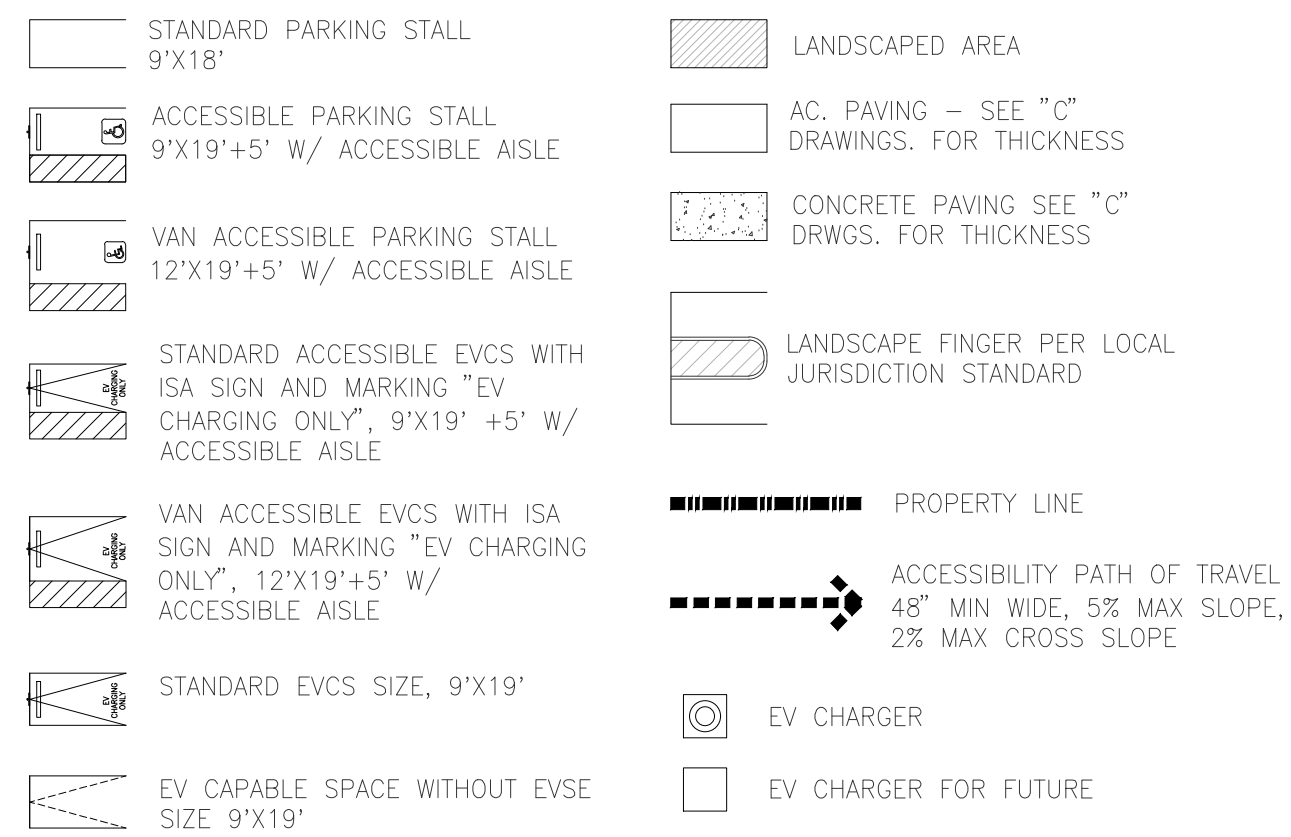 STANDARD PARKING STALL
9'X18'
ACCESSIBLE PARKING STALL
9'X19'+5' W/ ACCESSIBLE AISLE
VAN ACCESSIBLE PARKING STALL
12'X19'+5' W/ ACCESSIBLE AISLE
EV
CHARGING
ONLY
STANDARD ACCESSIBLE EVCS WITH
ISA SIGN AND MARKING "EV
CHARGING ONLY", 9'X19' +5' W/
ACCESSIBLE AISLE
EV
CHARGING
ONLY
VAN ACCESSIBLE EVCS WITH ISA
SIGN AND MARKING "EV CHARGING
ONLY", 12'X19'+5' W/
ACCESSIBLE AISLE
EV
CHARGING
ONLY
STANDARD EVCS SIZE, 9'X19'
EV CAPABLE SPACE WITHOUT EVSE
SIZE 9'X19'
LANDSCAPED AREA
AC. PAVING – SEE "C"
DRAWINGS. FOR THICKNESS
CONCRETE PAVING SEE "C"
DRWGS. FOR THICKNESS
LANDSCAPE FINGER PER LOCAL
JURISDICTION STANDARD
PROPERTY LINE
ACCESSIBILITY PATH OF TRAVEL
48" MIN WIDE, 5% MAX SLOPE,
2% MAX CROSS SLOPE
EV CHARGER
EV CHARGER FOR FUTURE